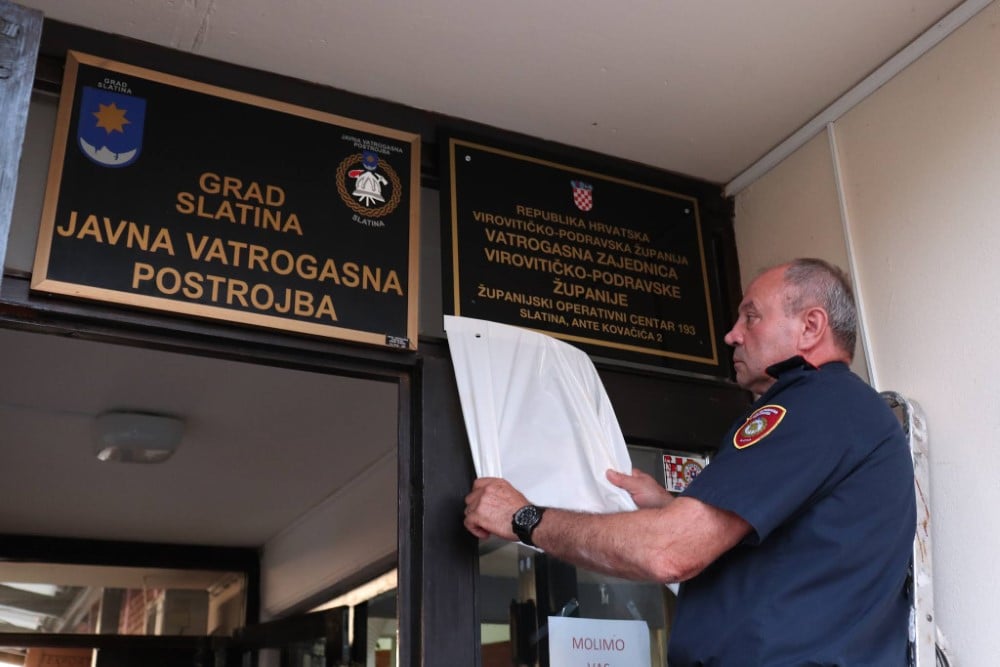 GRAD
SLATINA
JAVNA VATROGASNA
POSTROJBA
SLATINA
GRAD
SLATINA
JAVNA VATROGASNA
POSTROJBA
REPUBLIKA HRVATSKA
VIROVITIČKO-PODRAVSKA ŽUPANIJA
VATROGASNA ZAJEDNICA
VIROVITIČKO-PODRAVSKE
ŽUPANIJE
ŽUPANIJSKI OPERATIVNI CENTAR 193
SLATINA, ANTE KOVAČIĆA 2
MOLIMO
VAS